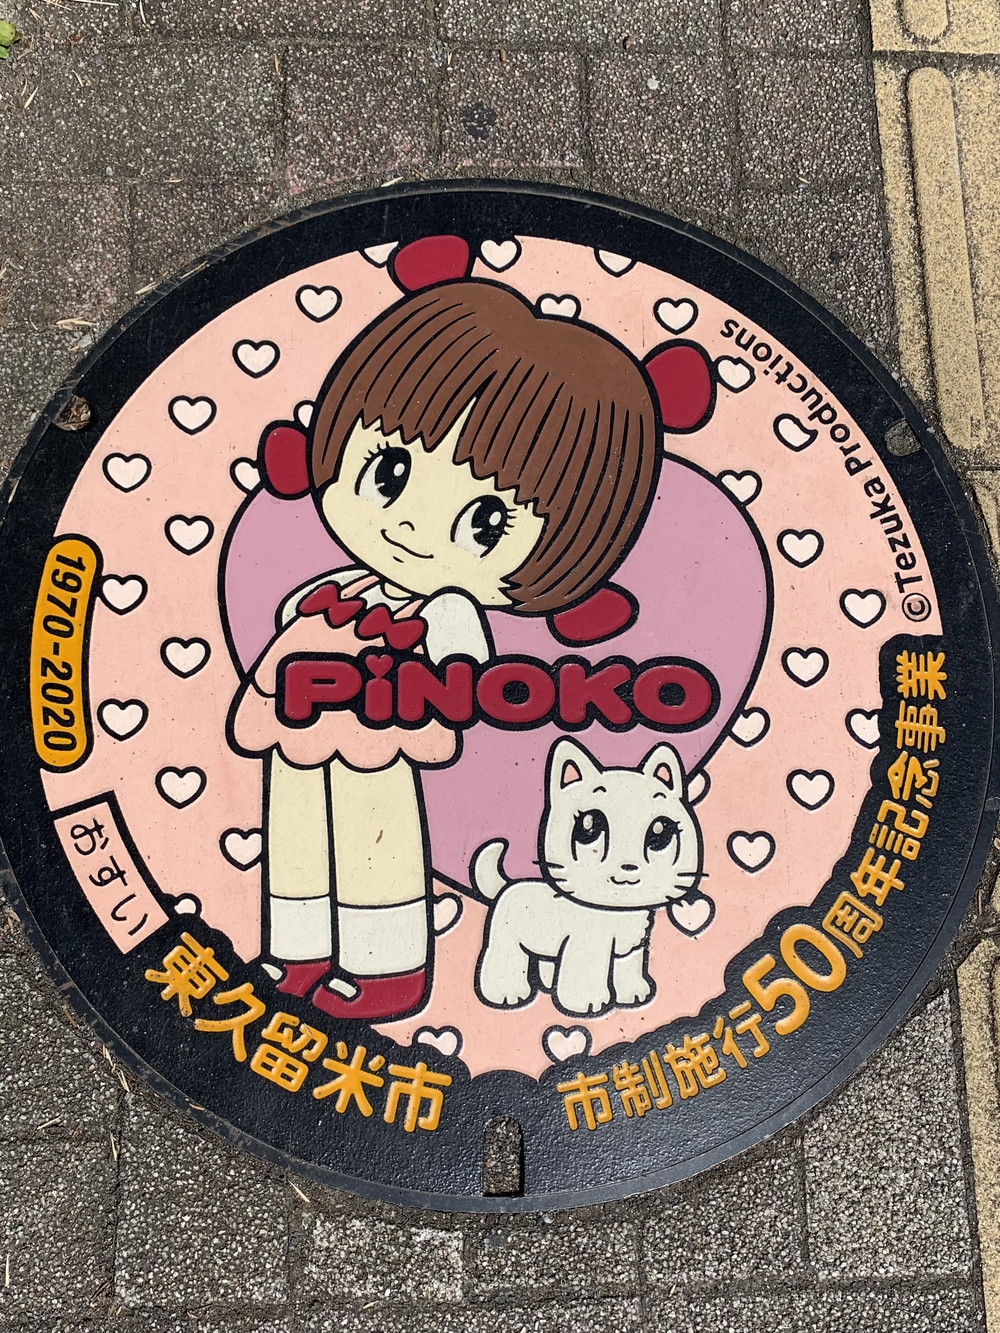 ©Tezuka Productions
1970-2020
PiNOKO
おすい
東久留米市
市制施行50周年記念事業